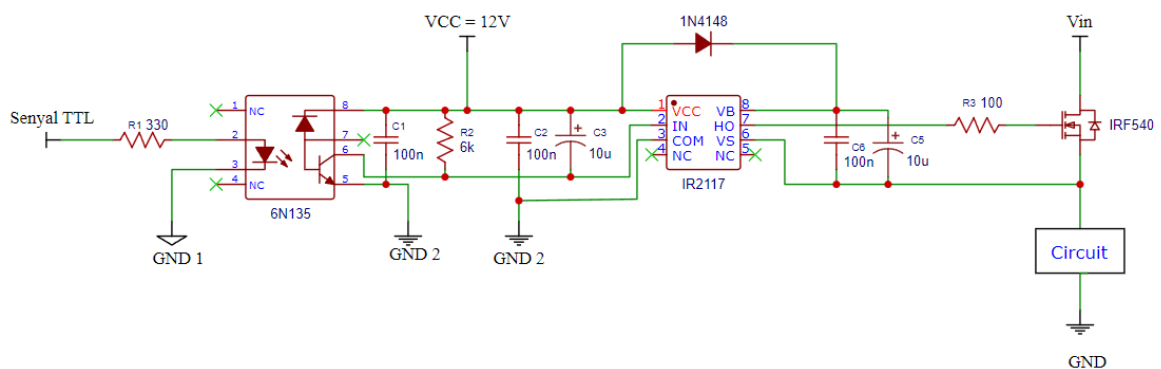 VCC = 12V
1N4148
Vin
Senyal TTL
R1 330
1 NC
2
3
4 NC
8
7
6
5
6N135
C1
100n
R2
6k
C2
100n
C3
10u
1 VCC
2 IN
3 COM
4 NC
VB 8
HO 7
VS 6
NC 5
IR2117
C6
100n
C5
10u
R3 100
IRF540
GND 1
GND 2
GND 2
Circuit
GND